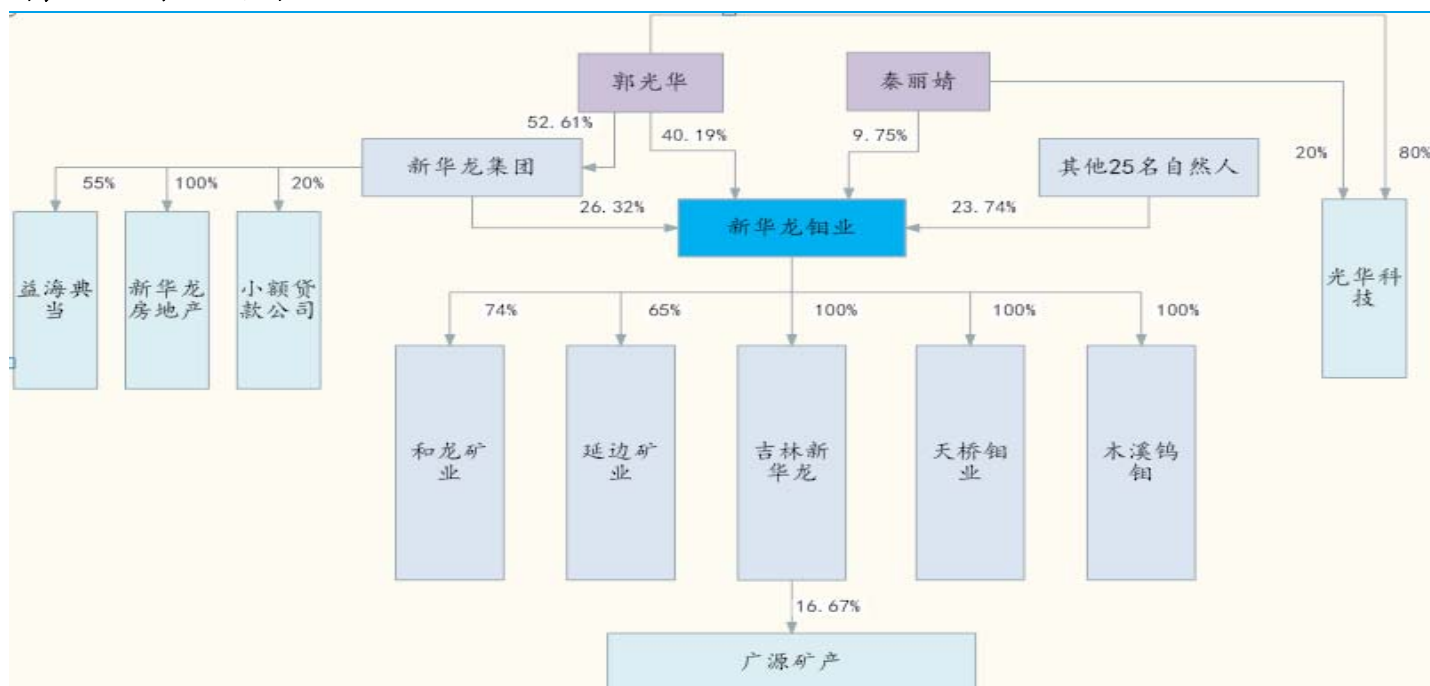 郭光华
秦丽婧
52.61%
40.19%
9.75%
20%
80%
新华龙集团
其他25名自然人
55%
100%
20%
26.32%
新华龙钼业
23.74%
益海典
当
新华龙
房地产
小额贷
款公司
光华科
技
74%
65%
100%
100%
100%
和龙矿
业
延边矿
业
吉林新
华龙
天桥钼
业
木溪钨
钼
16.67%
广源矿产